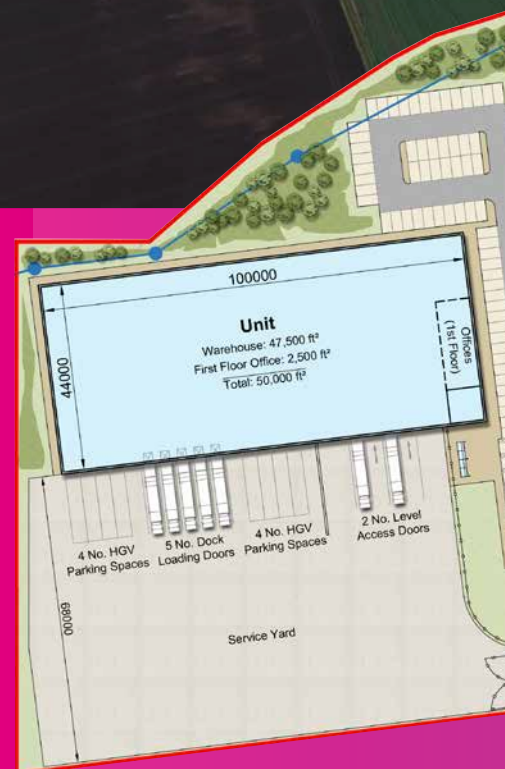 100000
44000
Unit
Warehouse: 47,500 ft²
First Floor Office: 2,500 ft²
Total: 50,000 ft²
Offices
(1st Floor)
4 No. HGV
Parking Spaces
5 No. Dock
Loading Doors
4 No. HGV
Parking Spaces
2 No. Level
Access Doors
68000
Service Yard